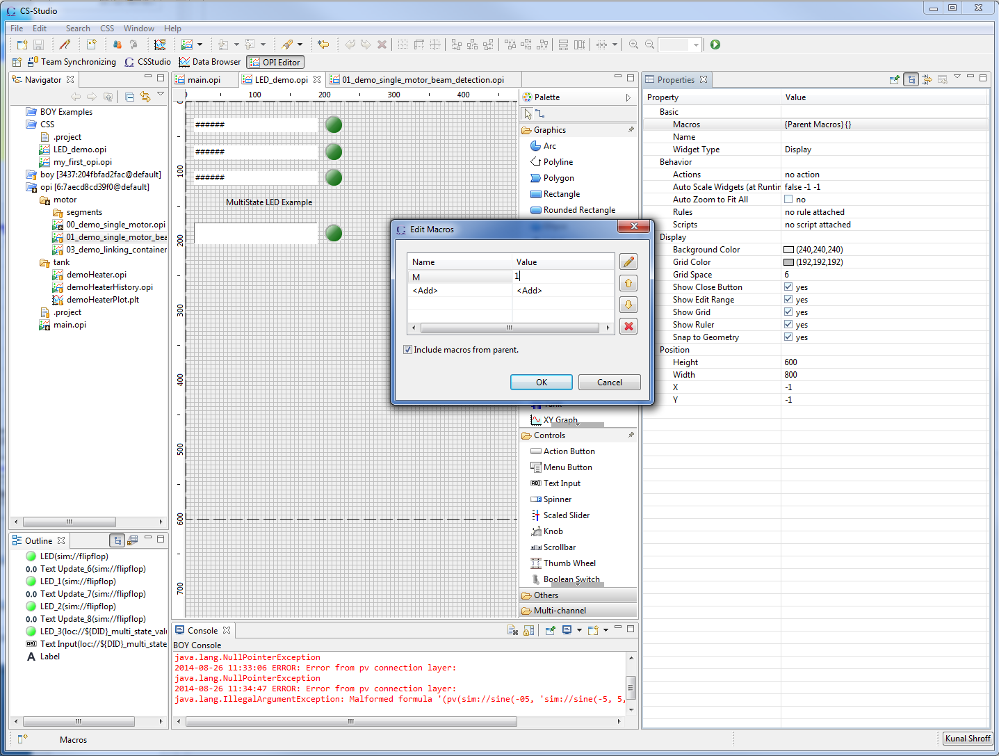 CS-Studio
File Edit Search CSS Window Help
Team Synchronizing CSStudio Data Browser OPI Editor
Navigator
BOY Examples
CSS
.project
LED_demo.opi
my_first_opi.opi
boy [3437:204fbfad2fac@default]
opi [6:7aecd8cd39f0@default]
motor
segments
00_demo_single_motor.opi
01_demo_single_motor_bea
03_demo_linking_container
tank
demoHeater.opi
demoHeaterHistory.opi
demoHeaterPlot.plt
.project
main.opi
Outline
LED(sim://flipflop)
0.0 Text Update_6(sim://flipflop)
LED_1(sim://flipflop)
0.0 Text Update_7(sim://flipflop)
LED_2(sim://flipflop)
0.0 Text Update_8(sim://flipflop)
LED_3(loc://${DID}_multi_state_valu
Text Input(loc://${DID}_multi_state
A Label
main.opi LED_demo.opi 01_demo_single_motor_beam_detection.opi
0 100 200 300 400
0
100
200
300
400
500
600
700
######
######
######
MultiState LED Example
Palette
Graphics
Arc
Polyline
Polygon
Rectangle
Rounded Rectangle
Tank
XY Graph
Controls
Action Button
Menu Button
Text Input
Spinner
Scaled Slider
Knob
Scrollbar
Thumb Wheel
Boolean Switch
Others
Multi-channel
Edit Macros
Name Value
M 1
<Add> <Add>
Include macros from parent.
OK Cancel
Console
BOY Console
java.lang.NullPointerException
2014-08-26 11:33:06 ERROR: Error from pv connection layer:
java.lang.NullPointerException
2014-08-26 11:34:47 ERROR: Error from pv connection layer:
java.lang.IllegalArgumentException: Malformed formula '(pv(sim://sine(-05, 'sim://sine(-5, 5,
Properties
Property Value
Basic
Macros {Parent Macros}{}
Name
Widget Type Display
Behavior
Actions no action
Auto Scale Widgets (at Runtin false -1 -1
Auto Zoom to Fit All no
Rules no rule attached
Scripts no script attached
Display
Background Color (240,240,240)
Grid Color (192,192,192)
Grid Space 6
Show Close Button yes
Show Edit Range yes
Show Grid yes
Show Ruler yes
Snap to Geometry yes
Position
Height 600
Width 800
X -1
Y -1
Macros
Kunal Shroff